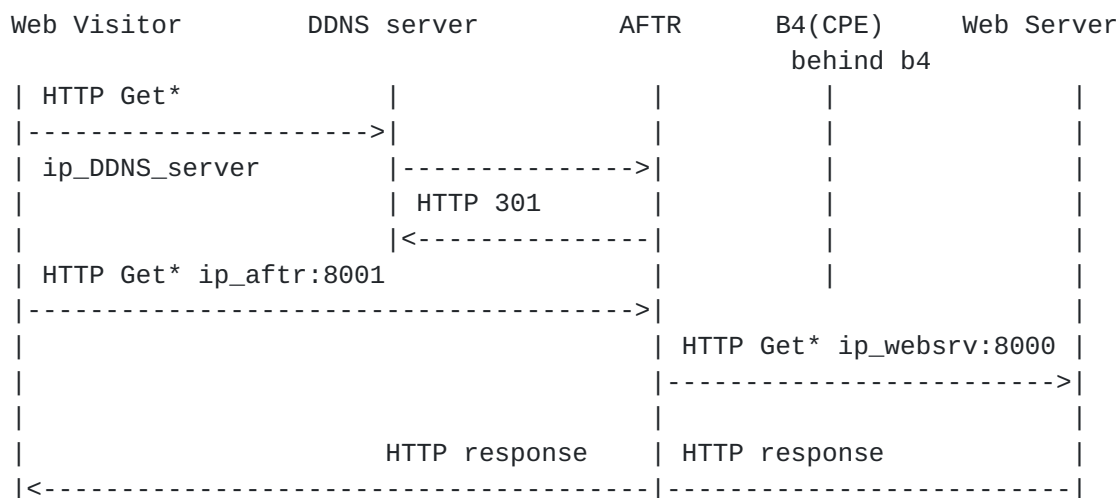 Web Visitor DDNS server AFTR B4(CPE) Web Server
behind b4
| HTTP Get* | | | |
|---------------------->| | | |
| ip_DDNS_server |--------------->| | |
| | HTTP 301 | | |
| |<---------------| | |
| HTTP Get* ip_aftr:8001 | | |
|--------------------------------------->| |
| | HTTP Get* ip_websrv:8000 |
| |------------------------->|
| | |
| HTTP response | HTTP response |
|<---------------------------------------|--------------------------|